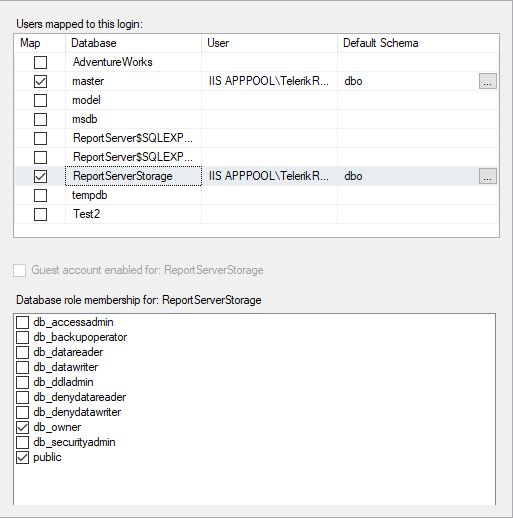 Users mapped to this login:
Map Database User Default Schema
AdventureWorks
master IIS APPPOOL\TelerikR... dbo ...
model
msdb
ReportServer$SQLEXP...
ReportServer$SQLEXP...
ReportServerStorage IIS APPPOOL\TelerikR... dbo ...
tempdb
Test2
Guest account enabled for: ReportServerStorage
Database role membership for: ReportServerStorage
db_accessadmin
db_backupoperator
db_datareader
db_datawriter
db_ddladmin
db_denydatareader
db_denydatawriter
db_owner
db_securityadmin
public